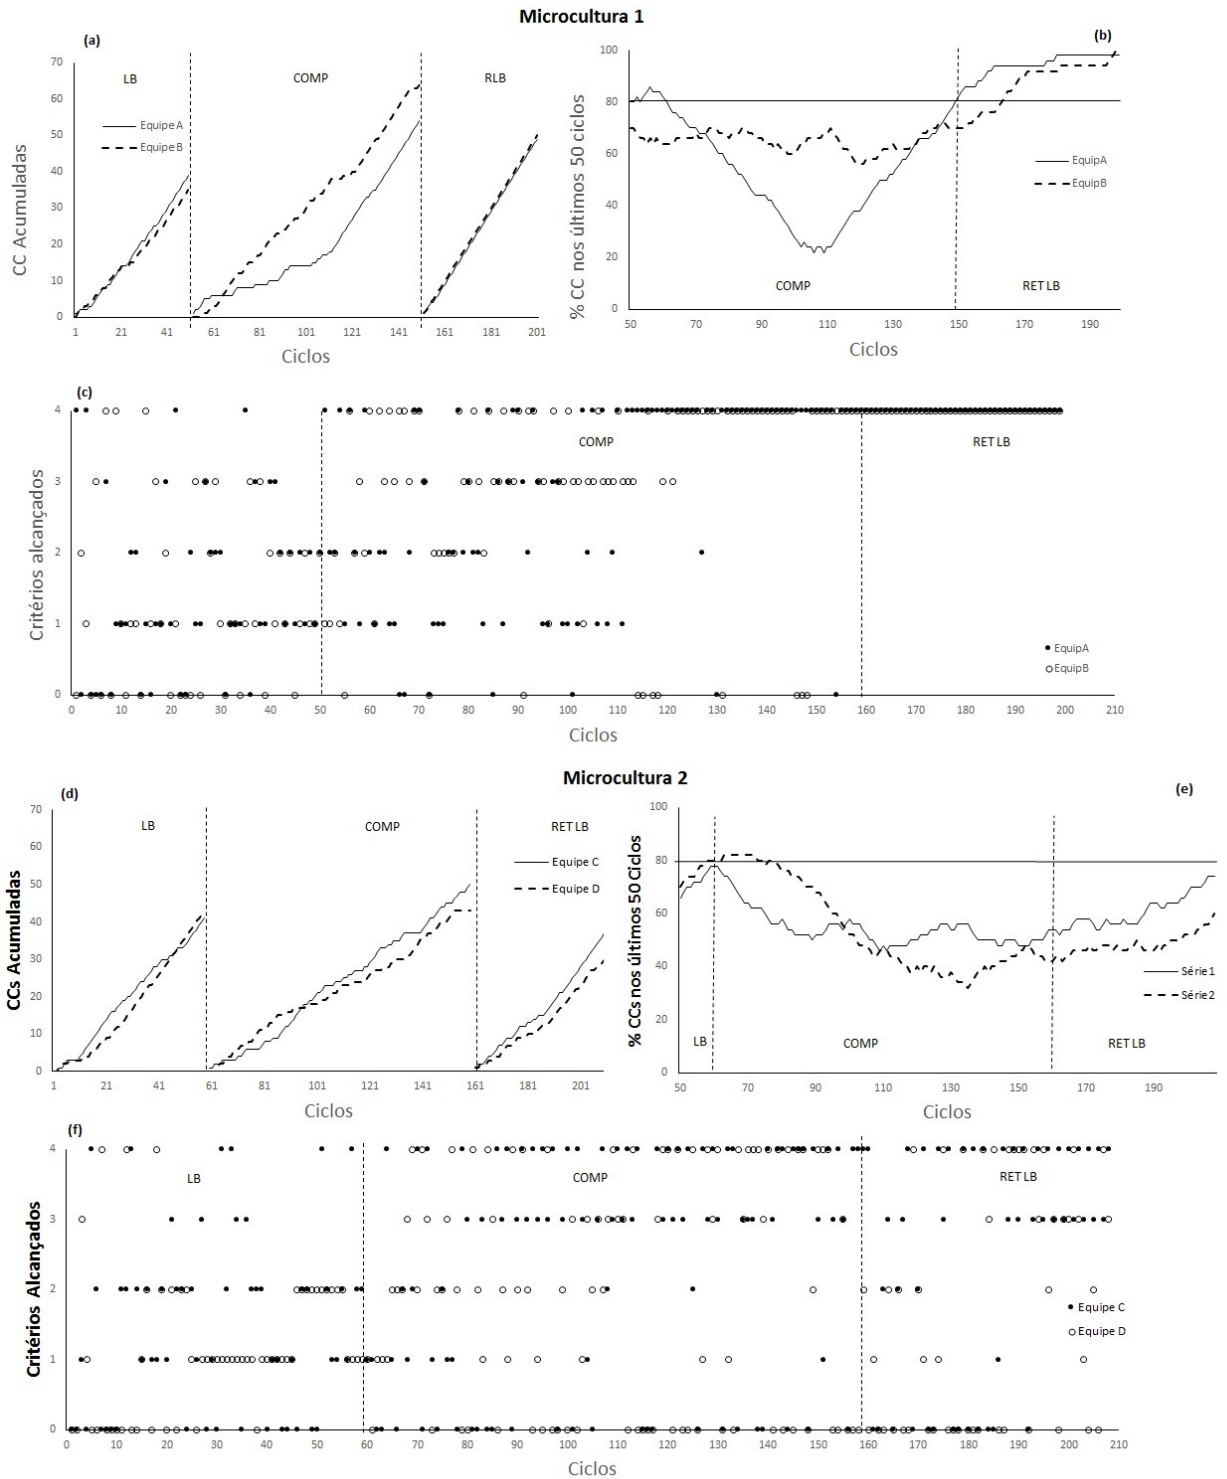 Microcultura 1
(a)
CC Acumuladas
70
60
50
40
30
20
10
0
LB
COMP
RLB
Equipe A
Equipe B
1
21
41
61
81
101
121
141
161
181
201
Ciclos
(b)
% CC nos últimos 50 ciclos
100
80
60
40
20
0
EquipA
EquipB
COMP
RET LB
50
70
90
110
130
150
170
190
Ciclos
(c)
Critérios alcançados
4
3
2
1
0
COMP
RET LB
EquipA
EquipB
0
10
20
30
40
50
60
70
80
90
100
110
120
130
140
150
160
170
180
190
200
210
Ciclos
Microcultura 2
(d)
CCs Acumuladas
70
60
50
40
30
20
10
0
LB
COMP
RET LB
Equipe C
Equipe D
1
21
41
61
81
101
121
141
161
181
201
Ciclos
(e)
% CCs nos últimos 50 Ciclos
100
80
60
40
20
0
Série1
Série2
LB
COMP
RET LB
50
70
90
110
130
150
170
190
Ciclos
(f)
Critérios Alcançados
4
3
2
1
0
LB
COMP
RET LB
Equipe C
Equipe D
0
10
20
30
40
50
60
70
80
90
100
110
120
130
140
150
160
170
180
190
200
210
Ciclos